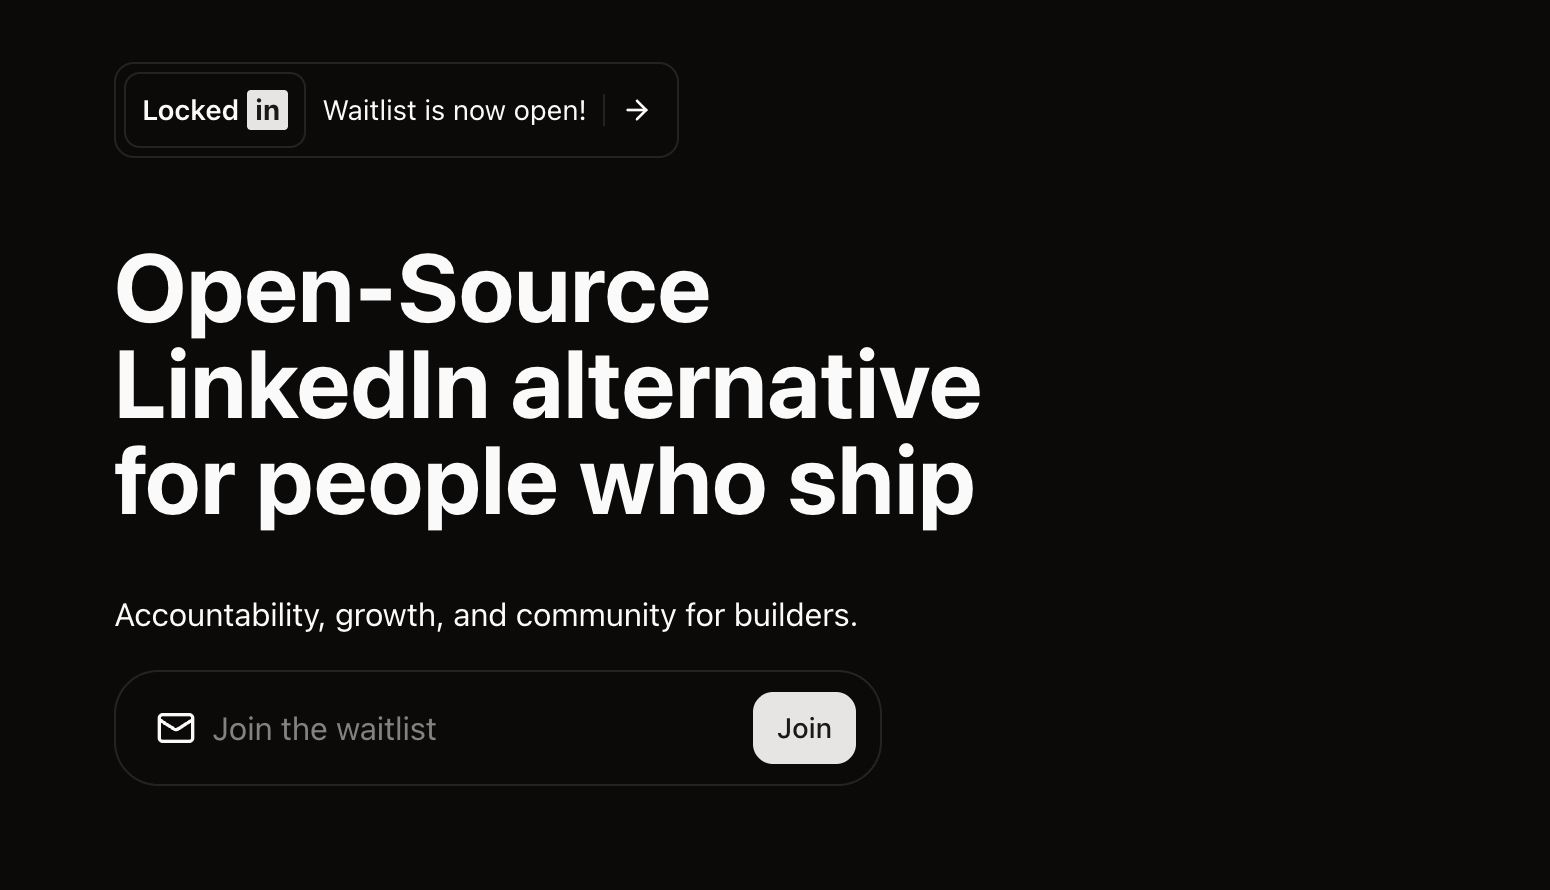 Locked in Waitlist is now open!
Open-Source
LinkedIn alternative
for people who ship
Accountability, growth, and community for builders.
Join the waitlist Join